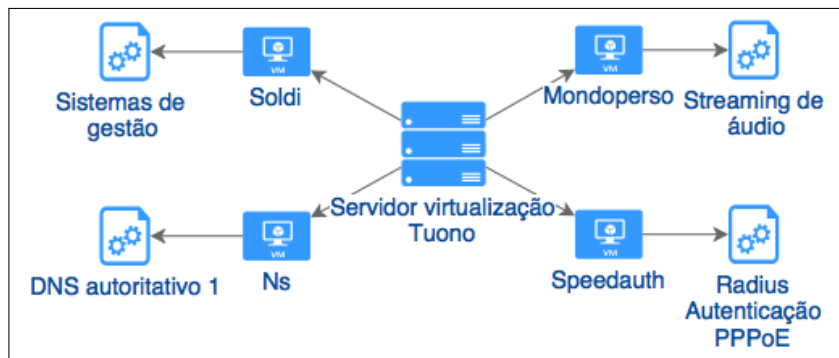 VM
Soldi
Sistemas de
gestão
VM
Mondoperso
Streaming de
áudio
Servidor virtualização
Tuono
VM
Ns
DNS autoritativo 1
VM
Speedauth
Radius
Autenticação
PPPoE